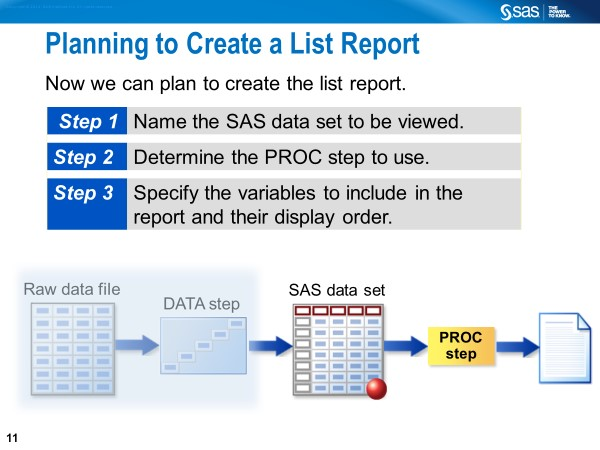 sas
THE
POWER
TO KNOW.
Planning to Create a List Report
Now we can plan to create the list report.
Step 1 Name the SAS data set to be viewed.
Step 2 Determine the PROC step to use.
Step 3 Specify the variables to include in the
report and their display order.
Raw data file
DATA step
SAS data set
PROC
step
11